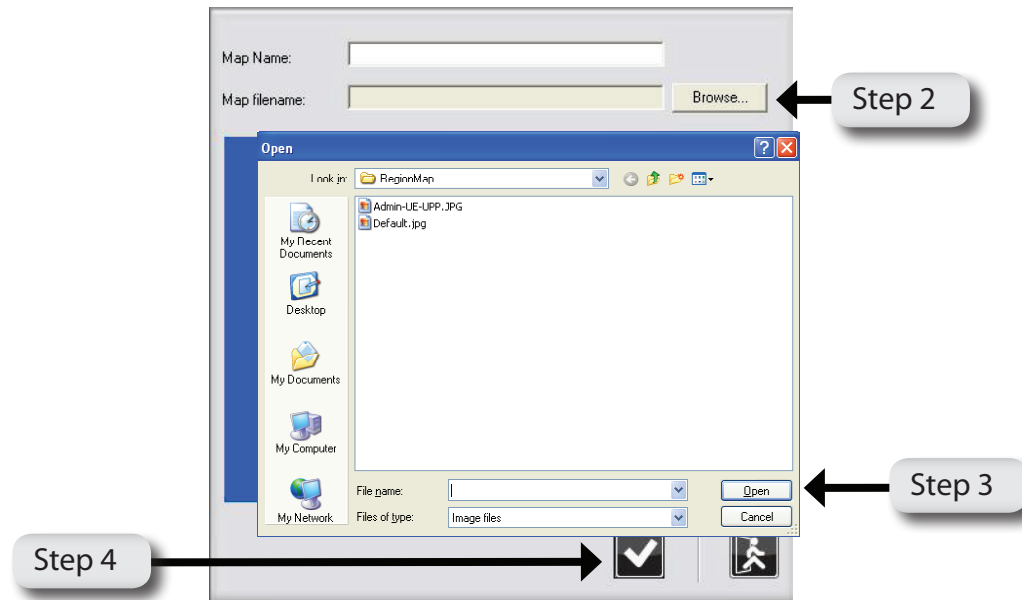 Map Name:
Map filename:
Browse...
Step 2
Open
Look in:
RegionMap
Admin-UE-UPP.JPG
Default.jpg
My Recent
Documents
Desktop
My Documents
My Computer
My Network
File name:
Open
Step 3
Files of type:
Image files
Cancel
Step 4